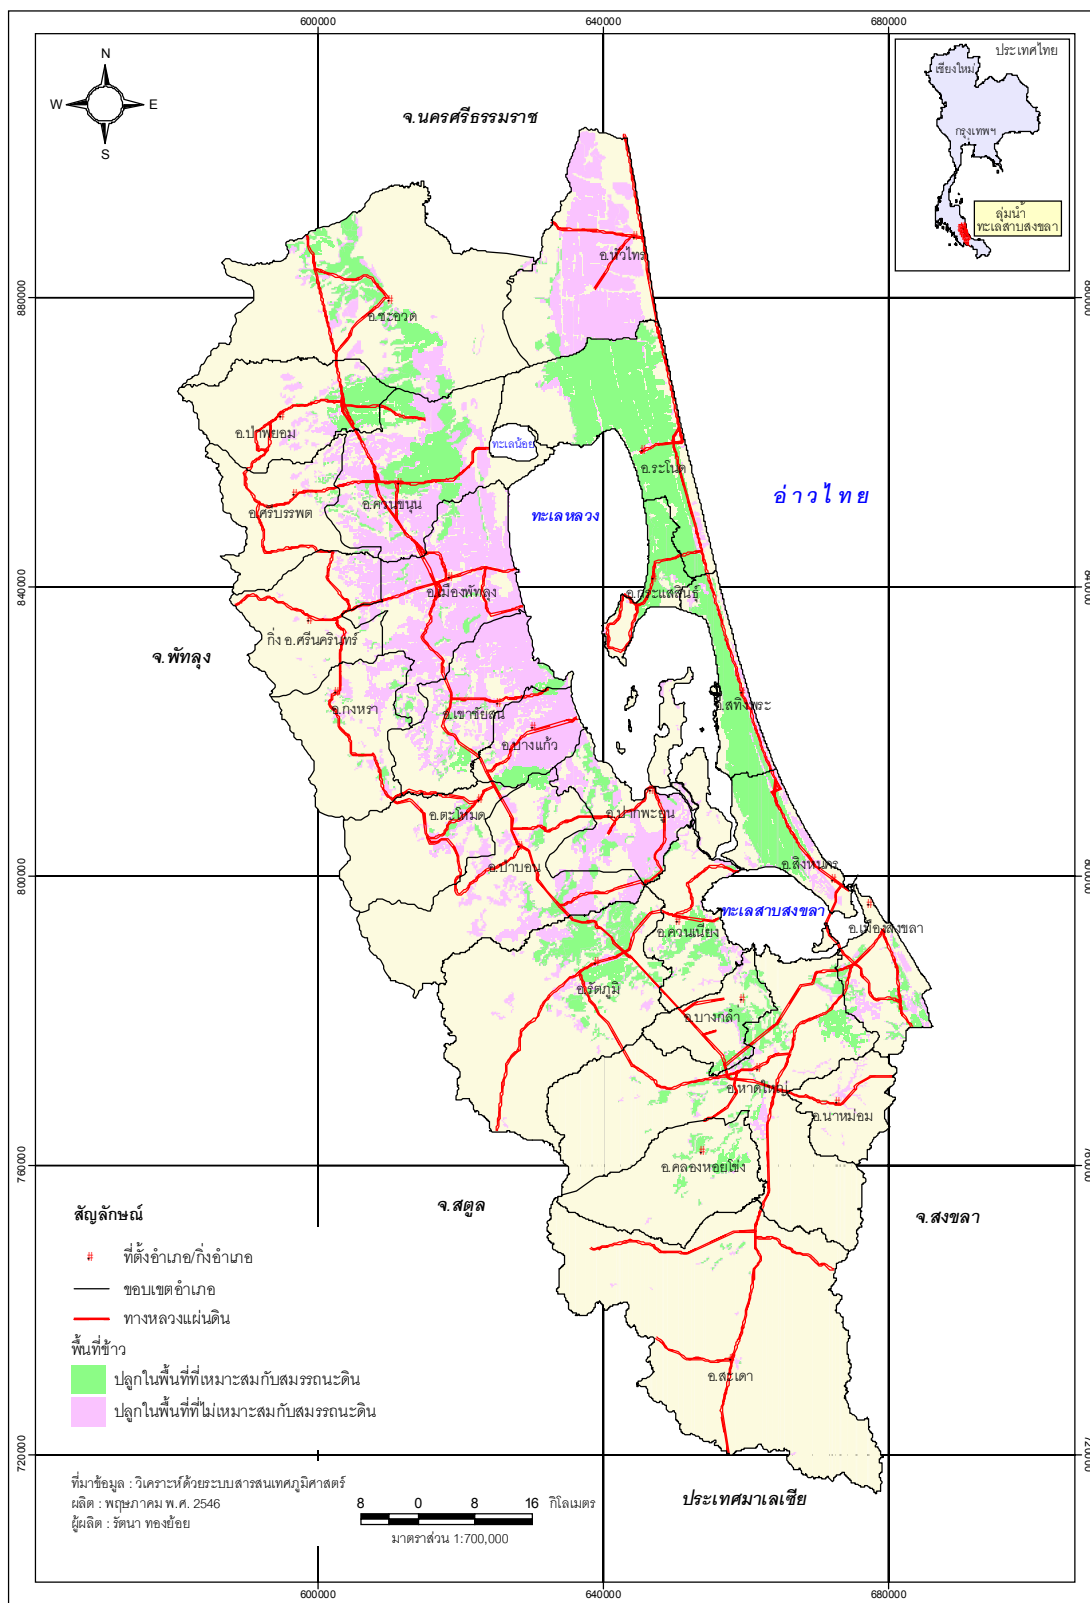 600000
640000
680000
N
W
E
S
จ.นครศรีธรรมราช
ประเทศไทย
เชียงใหม่
กรุงเทพฯ
ลุ่มน้ำ
ทะเลสาบสงขลา
อ.หัวไทร
880000
880000
อ.ชะอวด
อ.ป่าพยอม
ทะเลน้อย
อ.ระโนด
อ.ศรีบรรพต
อ.ควนขนุน
ทะเลหลวง
อ่าวไทย
840000
840000
อ.เมืองพัทลุง
อ.กระแสสินธุ์
กิ่ง อ.ศรีนครินทร์
จ.พัทลุง
อ.กงหรา
อ.เขาชัยสน
อ.สทิงพระ
อ.บางแก้ว
อ.ตะโหมด
อ.ปากพะยูน
อ.ป่าบอน
อ.สิงหนคร
800000
800000
ทะเลสาบสงขลา
อ.ควนเนียง
อ.เมืองสงขลา
อ.รัตภูมิ
อ.บางกล่ำ
อ.หาดใหญ่
อ.นาหม่อม
760000
760000
อ.คลองหอยโข่ง
จ.สตูล
จ.สงขลา
สัญลักษณ์
ที่ตั้งอำเภอ/กิ่งอำเภอ
ขอบเขตอำเภอ
ทางหลวงแผ่นดิน
พื้นที่ข้าว
ปลูกในพื้นที่ที่เหมาะสมกับสมรรถนะดิน
ปลูกในพื้นที่ที่ไม่เหมาะสมกับสมรรถนะดิน
อ.สะเดา
720000
720000
ที่มาข้อมูล : วิเคราะห์ด้วยระบบสารสนเทศภูมิศาสตร์
ผลิต : พฤษภาคม พ.ศ. 2546
ผู้ผลิต : รัตนา ทองย้อย
8 0 8 16 กิโลเมตร
มาตราส่วน 1:700,000
ประเทศมาเลเซีย
600000
640000
680000